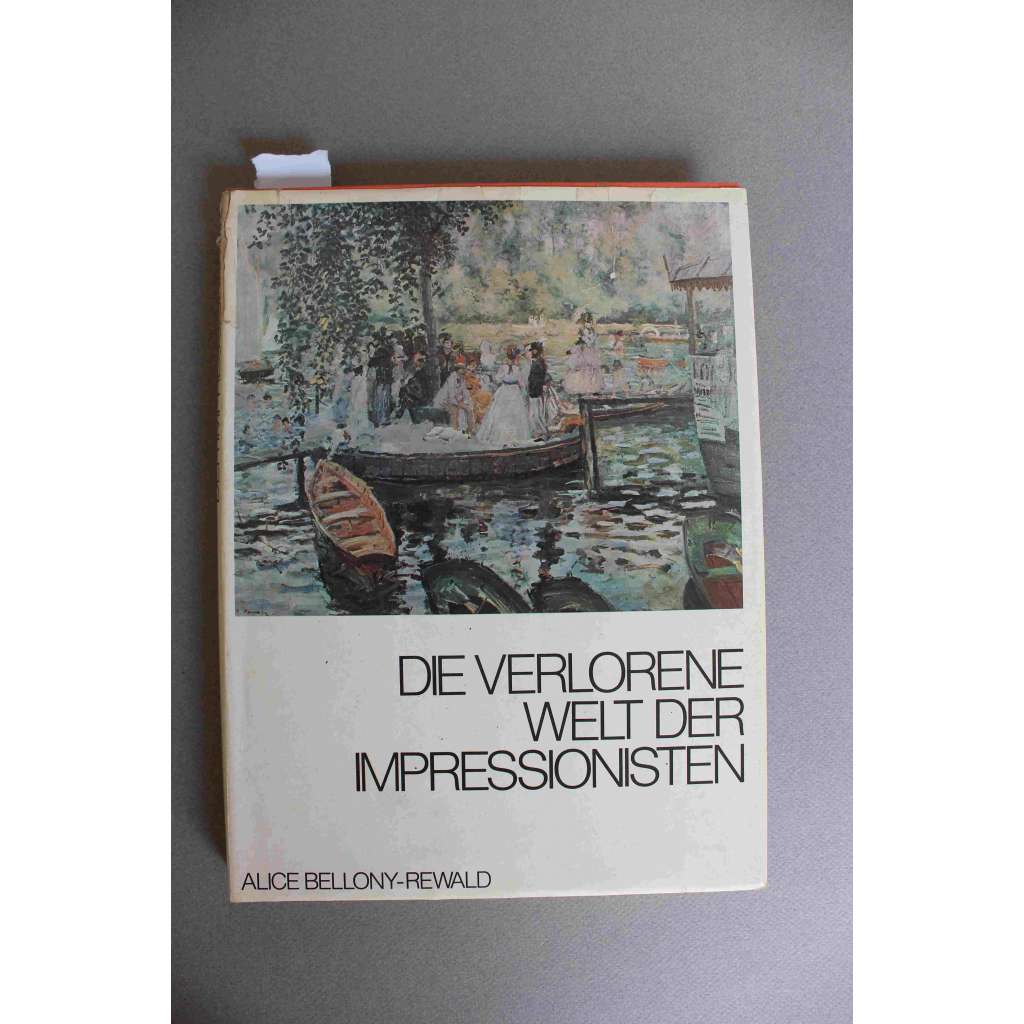 DIE VERLORENE
WELT DER
IMPRESSIONISTEN
ALICE BELLONY-REWALD